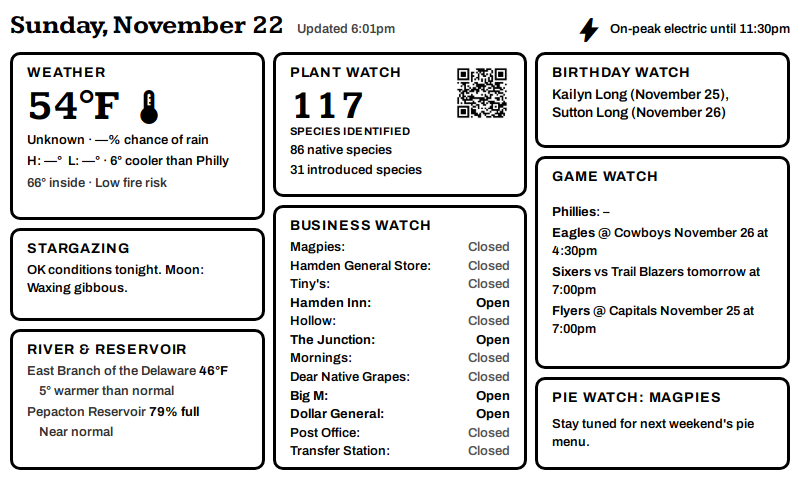 Sunday, November 22 Updated 6:01pm
On-peak electric until 11:30pm
WEATHER
54°F
Unknown · —% chance of rain
H: —° L: —° · 6° cooler than Philly
66° inside · Low fire risk
STARGAZING
OK conditions tonight. Moon:
Waxing gibbous.
RIVER & RESERVOIR
East Branch of the Delaware 46°F
5° warmer than normal
Pepacton Reservoir 79% full
Near normal
PLANT WATCH
117
SPECIES IDENTIFIED
86 native species
31 introduced species
BUSINESS WATCH
Magpies: Closed
Hamden General Store: Closed
Tiny's: Closed
Hamden Inn: Open
Hollow: Closed
The Junction: Open
Mornings: Closed
Dear Native Grapes: Closed
Big M: Open
Dollar General: Open
Post Office: Closed
Transfer Station: Closed
BIRTHDAY WATCH
Kailyn Long (November 25),
Sutton Long (November 26)
GAME WATCH
Phillies: –
Eagles @ Cowboys November 26 at
4:30pm
Sixers vs Trail Blazers tomorrow at
7:00pm
Flyers @ Capitals November 25 at
7:00pm
PIE WATCH: MAGPIES
Stay tuned for next weekend's pie
menu.